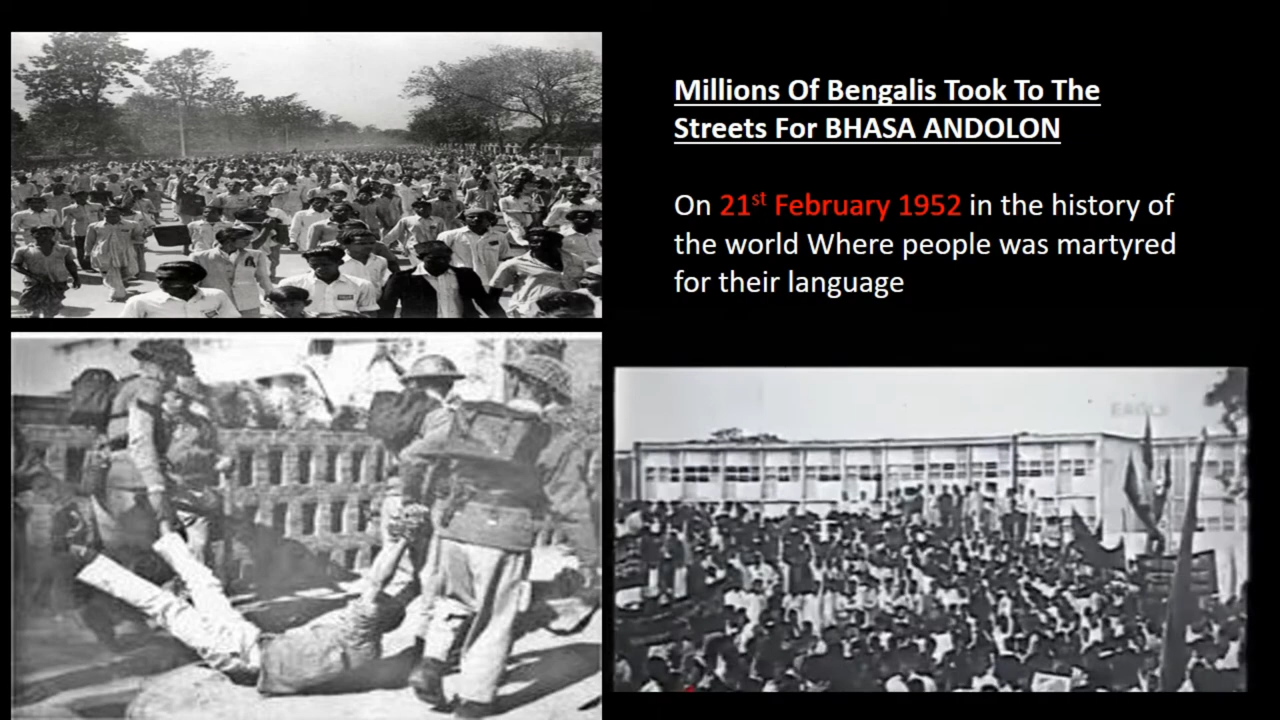 Millions Of Bengalis Took To The
Streets For BHASA ANDOLON
On 21st February 1952 in the history of
the world Where people was martyred
for their language
EAGLE